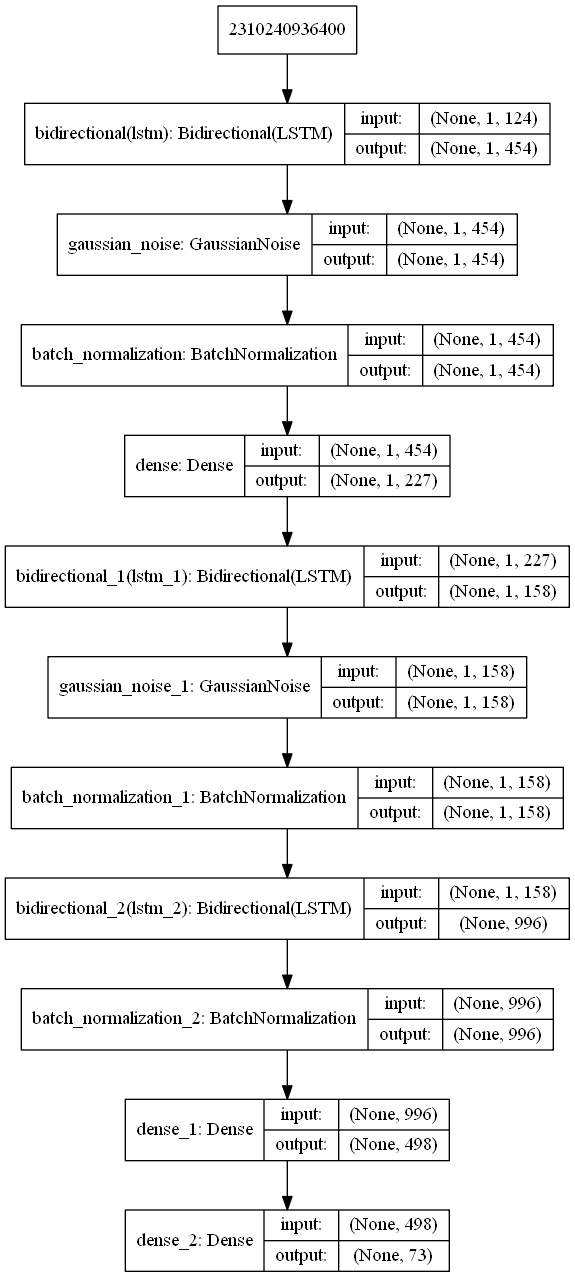 2310240936400
bidirectional(lstm): Bidirectional(LSTM)
input: (None, 1, 124)
output: (None, 1, 454)
gaussian_noise: GaussianNoise
input: (None, 1, 454)
output: (None, 1, 454)
batch_normalization: BatchNormalization
input: (None, 1, 454)
output: (None, 1, 454)
dense: Dense
input: (None, 1, 454)
output: (None, 1, 227)
bidirectional_1(lstm_1): Bidirectional(LSTM)
input: (None, 1, 227)
output: (None, 1, 158)
gaussian_noise_1: GaussianNoise
input: (None, 1, 158)
output: (None, 1, 158)
batch_normalization_1: BatchNormalization
input: (None, 1, 158)
output: (None, 1, 158)
bidirectional_2(lstm_2): Bidirectional(LSTM)
input: (None, 1, 158)
output: (None, 996)
batch_normalization_2: BatchNormalization
input: (None, 996)
output: (None, 996)
dense_1: Dense
input: (None, 996)
output: (None, 498)
dense_2: Dense
input: (None, 498)
output: (None, 73)